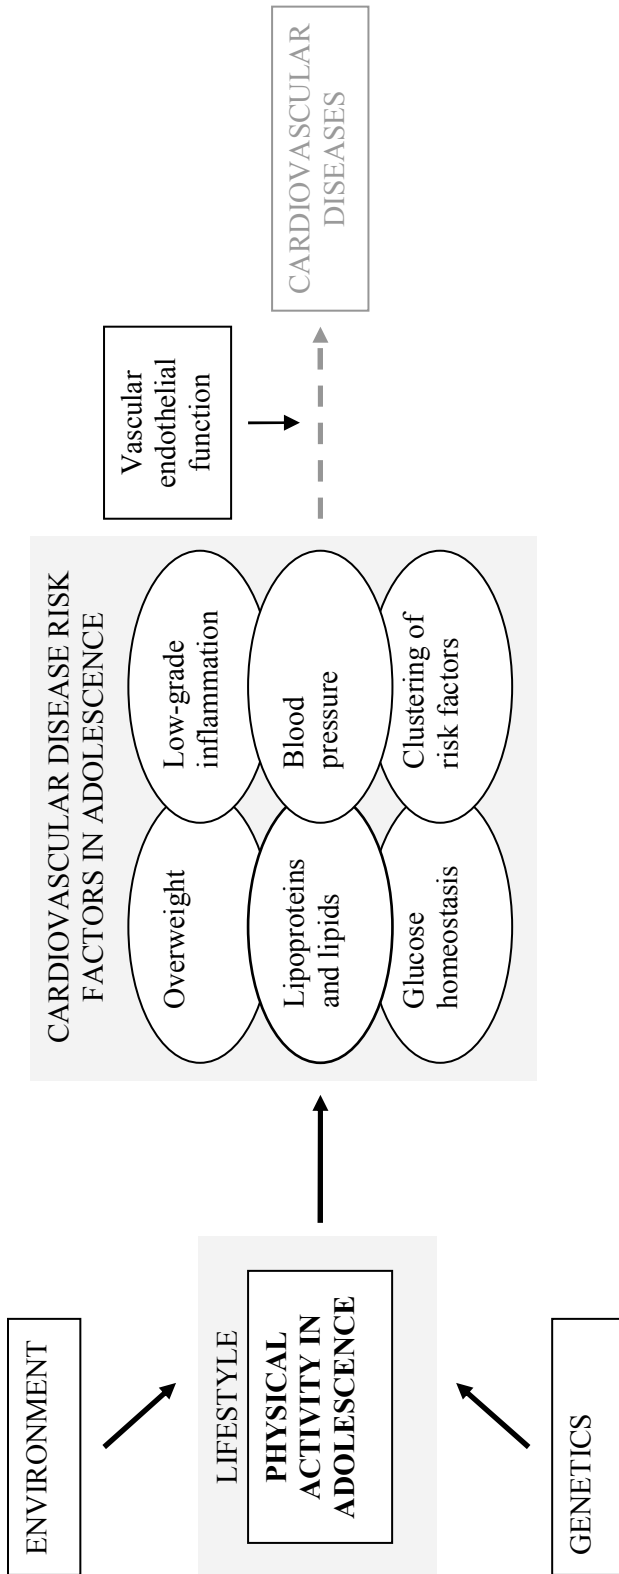 ENVIRONMENT
LIFESTYLE
PHYSICAL
ACTIVITY IN
ADOLESCENCE
GENETICS
CARDIOVASCULAR DISEASE RISK
FACTORS IN ADOLESCENCE
Overweight
Low-grade
inflammation
Lipoproteins
and lipids
Blood
pressure
Glucose
homeostasis
Clustering of
risk factors
Vascular
endothelial
function
CARDIOVASCULAR
DISEASES